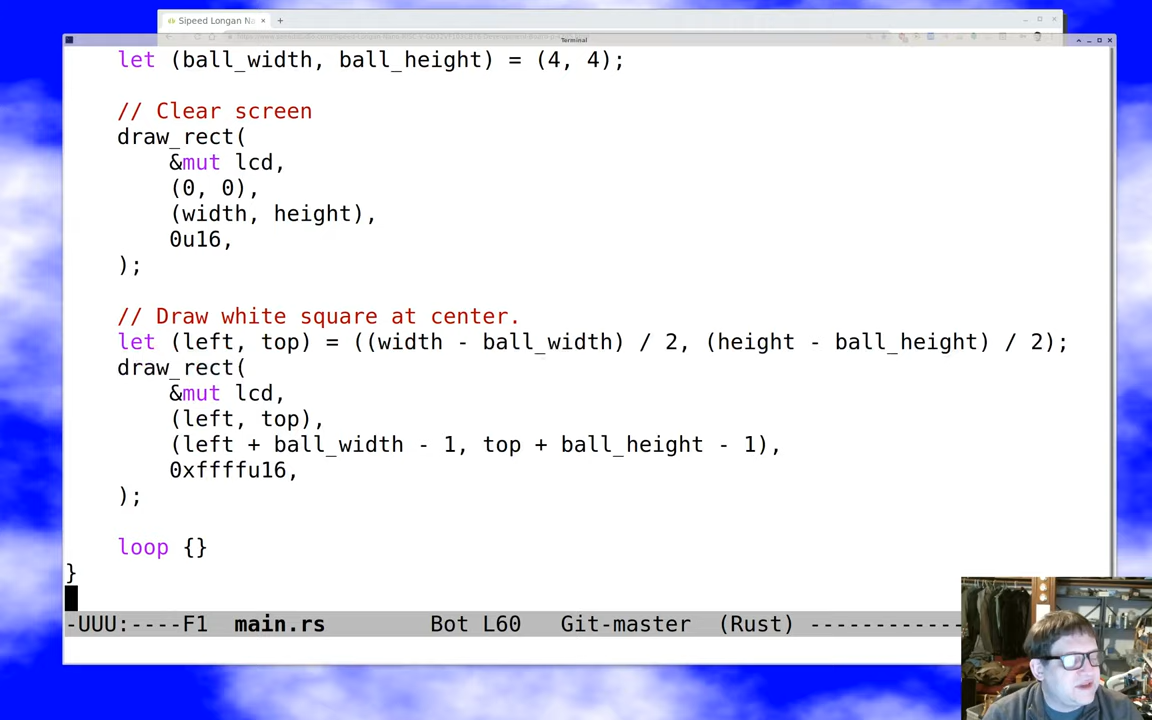 Sipeed Longan Na
Terminal
let (ball_width, ball_height) = (4, 4);
// Clear screen
draw_rect(
&mut lcd,
(0, 0),
(width, height),
0u16,
);
// Draw white square at center.
let (left, top) = ((width - ball_width) / 2, (height - ball_height) / 2);
draw_rect(
&mut lcd,
(left, top),
(left + ball_width - 1, top + ball_height - 1),
0xffffu16,
);
loop {}
}
-UUU:----F1 main.rs Bot L60 Git-master (Rust) ------------